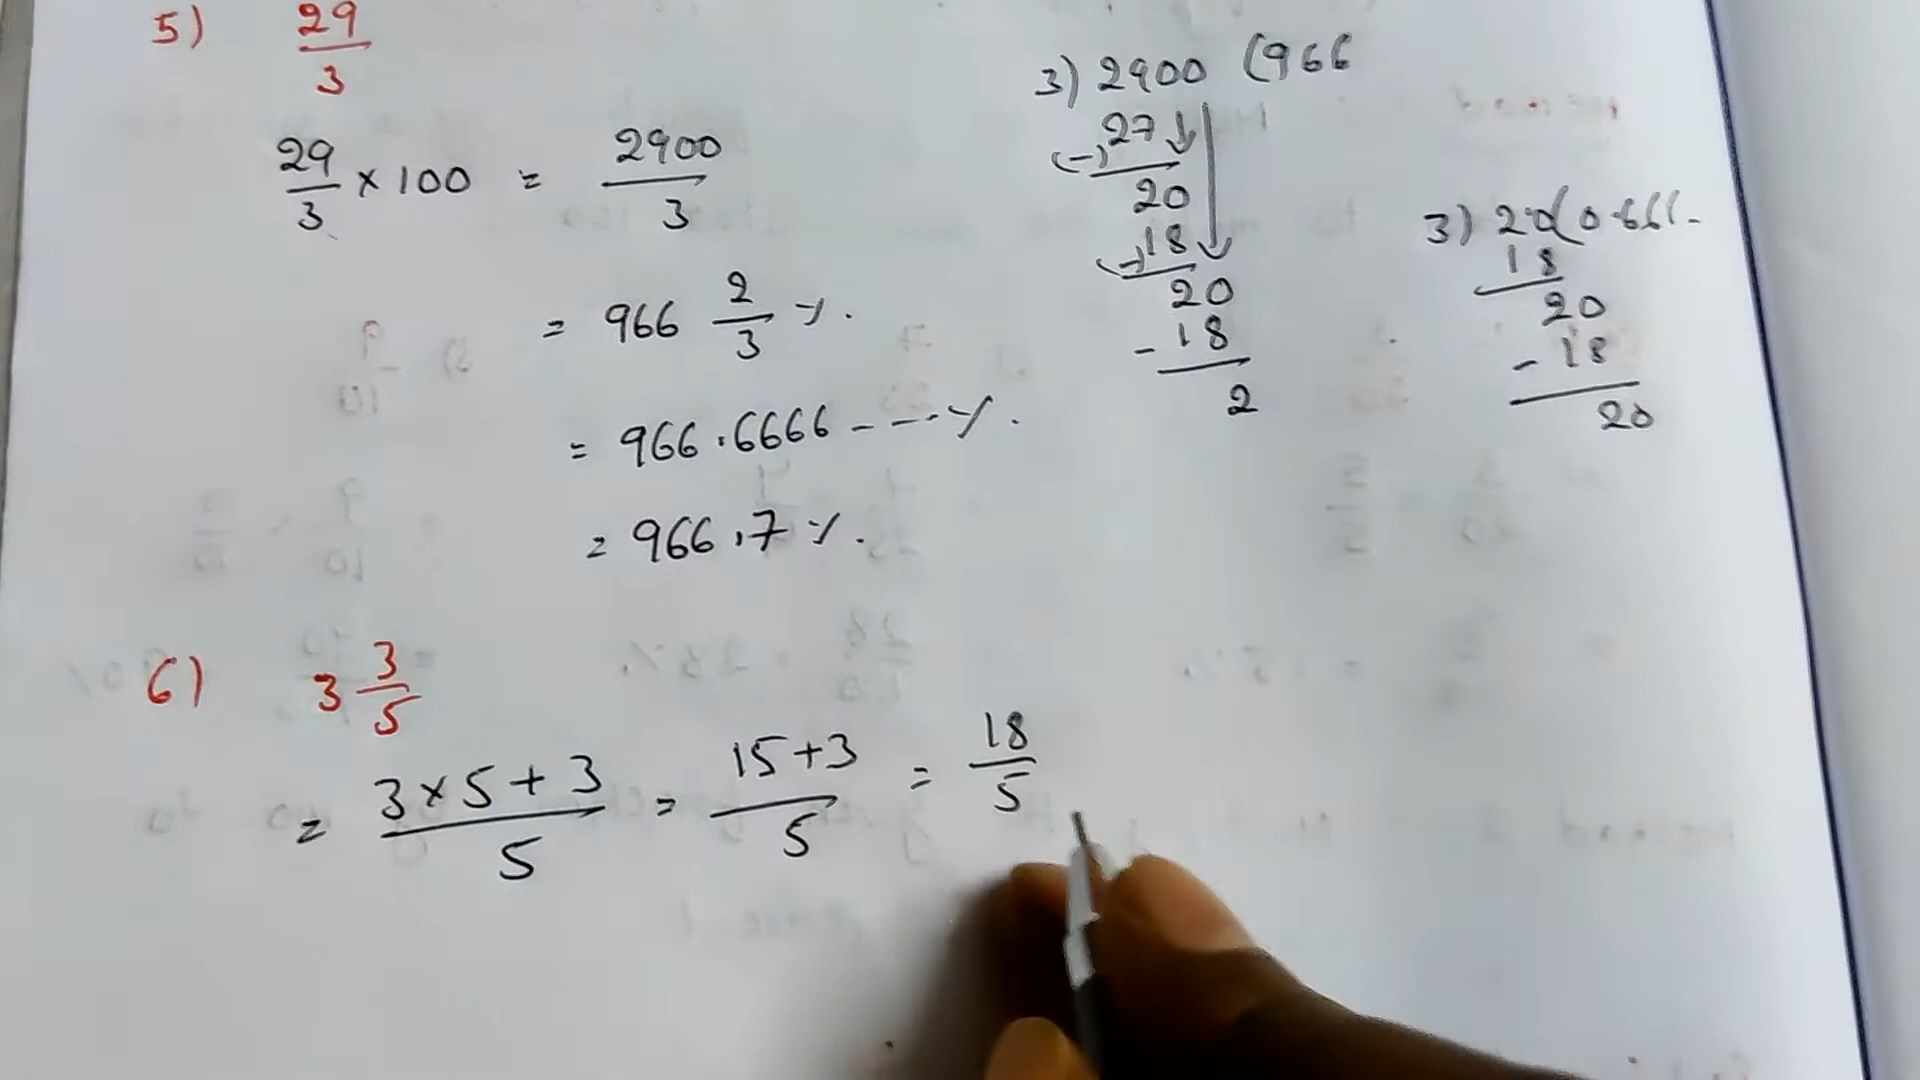 5) 29/3
29/3 × 100 = 2900/3
= 966 2/3 %.
= 966.6666 - - - %.
= 966.7 %.
3) 2900 (966
(-) 27
20
(-) 18
20
- 18
2
3) 20 (0.666-
18
20
- 18
20
6) 3 3/5
= 3×5+3/5 = 15+3/5 = 18/5